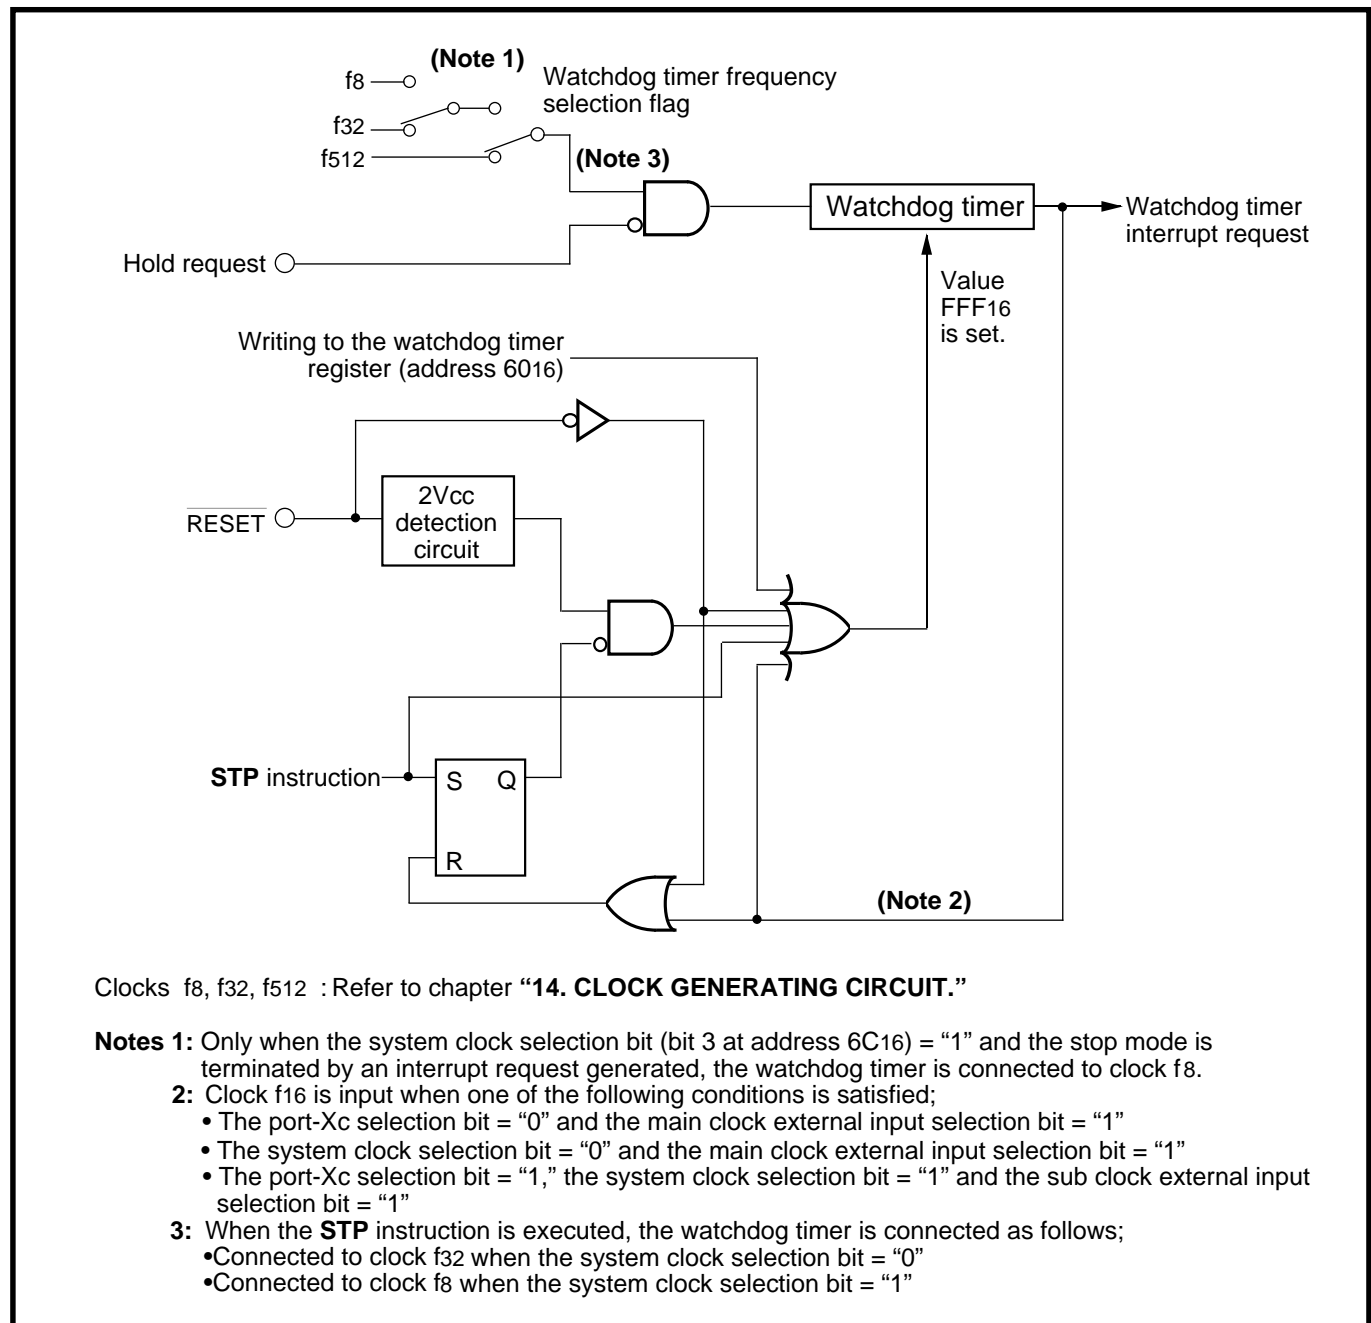 (Note 1)
f8
Watchdog timer frequency
selection flag
f32
f512
(Note 3)
Watchdog timer
Watchdog timer
interrupt request
Hold request
Value
FFF16
is set.
Writing to the watchdog timer
register (address 6016)
2Vcc
detection
circuit
RESET
STP instruction
S Q
R
(Note 2)
Clocks f8, f32, f512 : Refer to chapter “14. CLOCK GENERATING CIRCUIT.”
Notes 1: Only when the system clock selection bit (bit 3 at address 6C16) = “1” and the stop mode is
terminated by an interrupt request generated, the watchdog timer is connected to clock f8.
2: Clock f16 is input when one of the following conditions is satisfied;
• The port-Xc selection bit = “0” and the main clock external input selection bit = “1”
• The system clock selection bit = “0” and the main clock external input selection bit = “1”
• The port-Xc selection bit = “1,” the system clock selection bit = “1” and the sub clock external input
selection bit = “1”
3: When the STP instruction is executed, the watchdog timer is connected as follows;
•Connected to clock f32 when the system clock selection bit = “0”
•Connected to clock f8 when the system clock selection bit = “1”